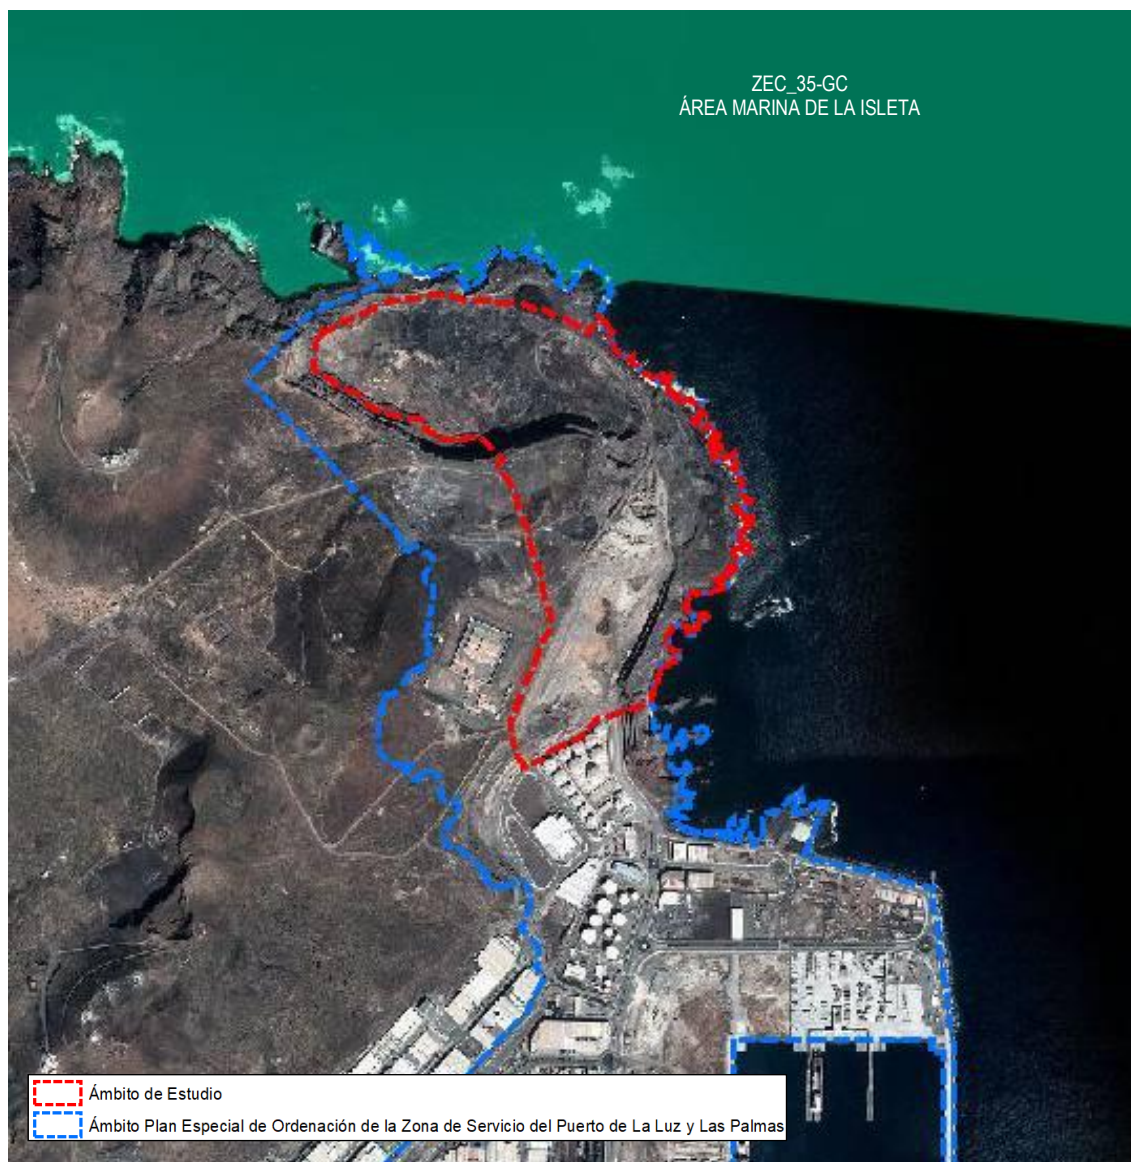 ZEC_35-GC
ÁREA MARINA DE LA ISLETA
Ámbito de Estudio
Ámbito Plan Especial de Ordenación de la Zona de Servicio del Puerto de La Luz y Las Palmas